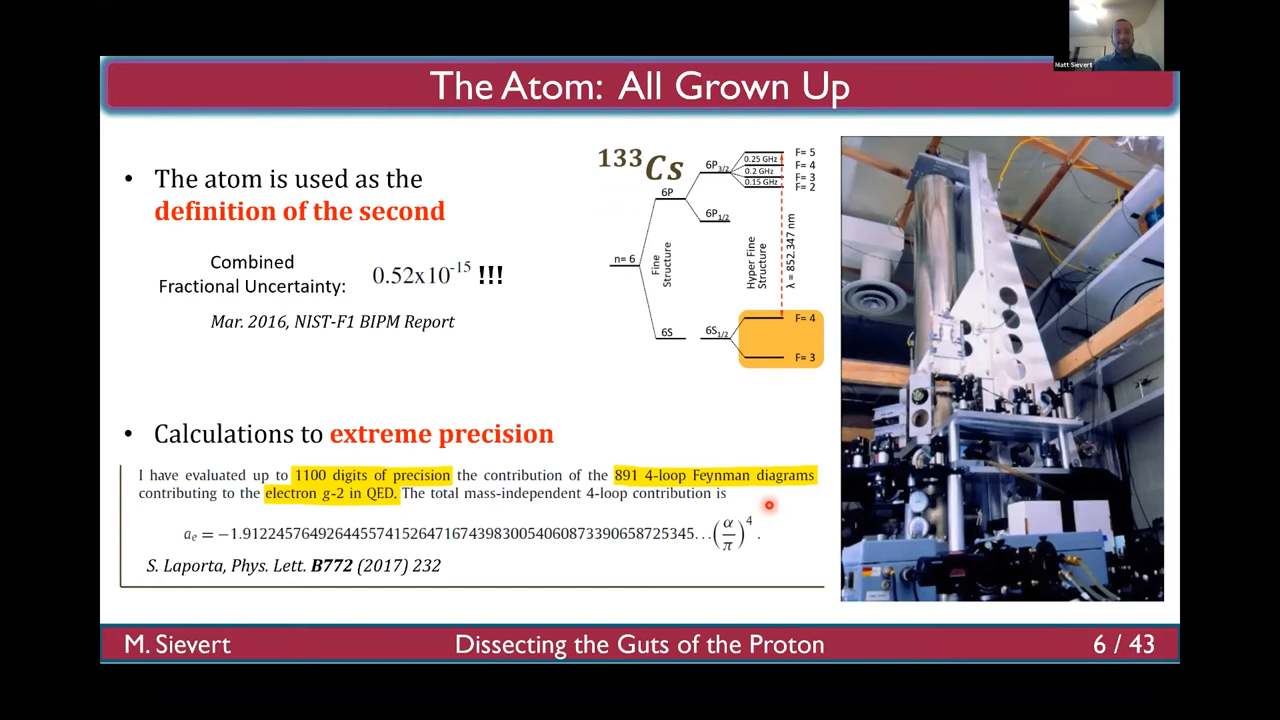 Matt Sievert
The Atom: All Grown Up
• The atom is used as the
definition of the second
Combined
Fractional Uncertainty:
0.52x10⁻¹⁵ !!!
Mar. 2016, NIST-F1 BIPM Report
¹³³Cs
n= 6
6P
6S
Fine
Structure
6P₃/₂
6P₁/₂
6S₁/₂
Hyper Fine
Structure
0.25 GHz
0.2 GHz
0.15 GHz
F= 5
F= 4
F= 3
F= 2
λ = 852.347 nm
F= 4
F= 3
• Calculations to extreme precision
I have evaluated up to 1100 digits of precision the contribution of the 891 4-loop Feynman diagrams
contributing to the electron g-2 in QED. The total mass-independent 4-loop contribution is
aₑ = −1.9122457649264455741526471674398300540608733906587253​45…(α/π)⁴.
S. Laporta, Phys. Lett. B772 (2017) 232
M. Sievert
Dissecting the Guts of the Proton
6 / 43